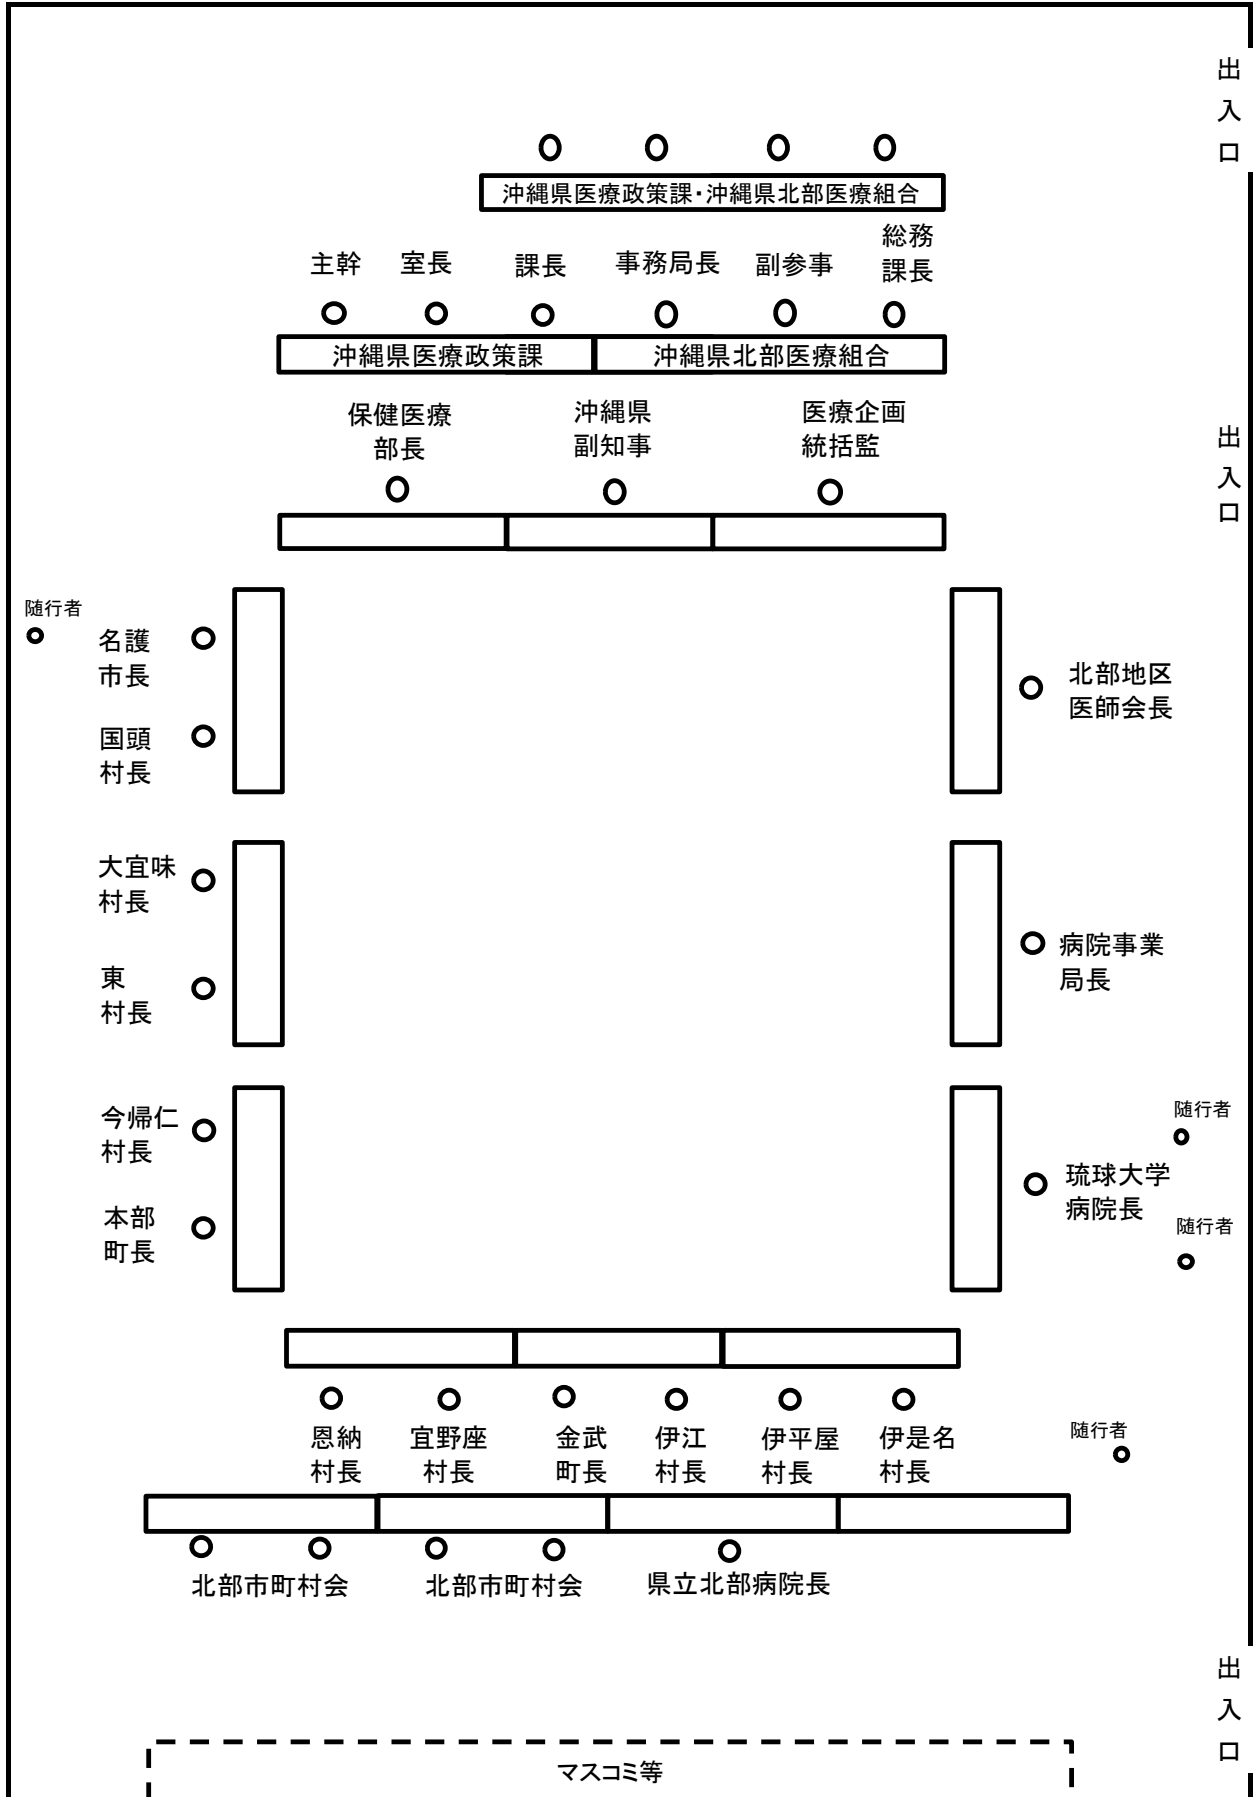 出入口
沖縄県医療政策課・沖縄県北部医療組合
主幹
室長
課長
事務局長
副参事
総務
課長
沖縄県医療政策課
沖縄県北部医療組合
保健医療
部長
沖縄県
副知事
医療企画
統括監
出入口
随行者
名護
市長
国頭
村長
北部地区
医師会長
大宜味
村長
東
村長
病院事業
局長
今帰仁
村長
本部
町長
随行者
琉球大学
病院長
随行者
恩納
村長
宜野座
村長
金武
町長
伊江
村長
伊平屋
村長
伊是名
村長
随行者
北部市町村会
北部市町村会
県立北部病院長
出入口
マスコミ等